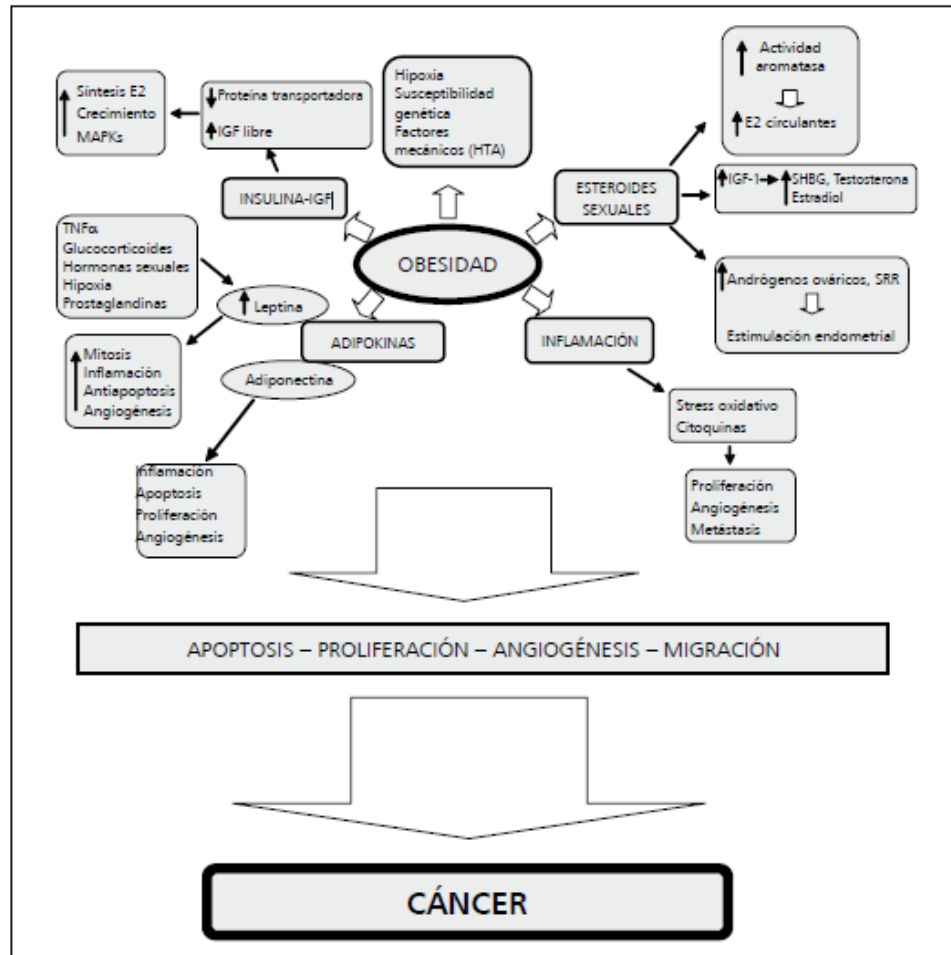 Síntesis E2
Crecimiento
MAPKs
Proteína transportadora
IGF libre
INSULINA-IGF
Hipoxia
Susceptibilidad
genética
Factores
mecánicos (HTA)
Actividad
aromatasa
E2 circulantes
ESTEROIDES
SEXUALES
IGF-1
SHBG, Testosterona
Estradiol
Andrógenos ováricos, SRR
Estimulación endometrial
OBESIDAD
TNFα
Glucocorticoides
Hormonas sexuales
Hipoxia
Prostaglandinas
Leptina
ADIPOKINAS
Mitosis
Inflamación
Antiapoptosis
Angiogénesis
Adiponectina
Inflamación
Apoptosis
Proliferación
Angiogénesis
INFLAMACIÓN
Stress oxidativo
Citoquinas
Proliferación
Angiogénesis
Metástasis
APOPTOSIS – PROLIFERACIÓN – ANGIOGÉNESIS – MIGRACIÓN
CÁNCER